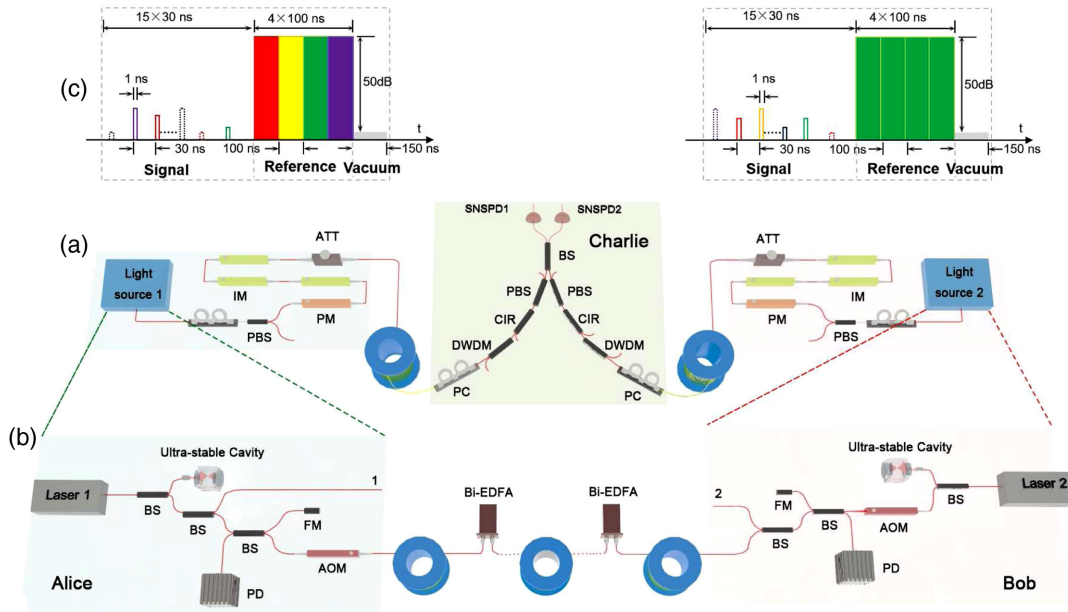 (c)
15×30 ns
4×100 ns
1 ns
50dB
t
30 ns
100 ns
150 ns
Signal
Reference
Vacuum
15×30 ns
4×100 ns
1 ns
50dB
t
30 ns
100 ns
150 ns
Signal
Reference
Vacuum
(a)
Light
source 1
PBS
IM
PM
ATT
SNSPD1
SNSPD2
Charlie
BS
PBS
PBS
CIR
CIR
DWDM
DWDM
PC
PC
ATT
IM
PM
PBS
Light
source 2
(b)
Laser 1
Ultra-stable Cavity
BS
BS
BS
1
FM
AOM
PD
Alice
Bi-EDFA
Bi-EDFA
2
FM
BS
BS
AOM
PD
Ultra-stable Cavity
BS
Laser 2
Bob